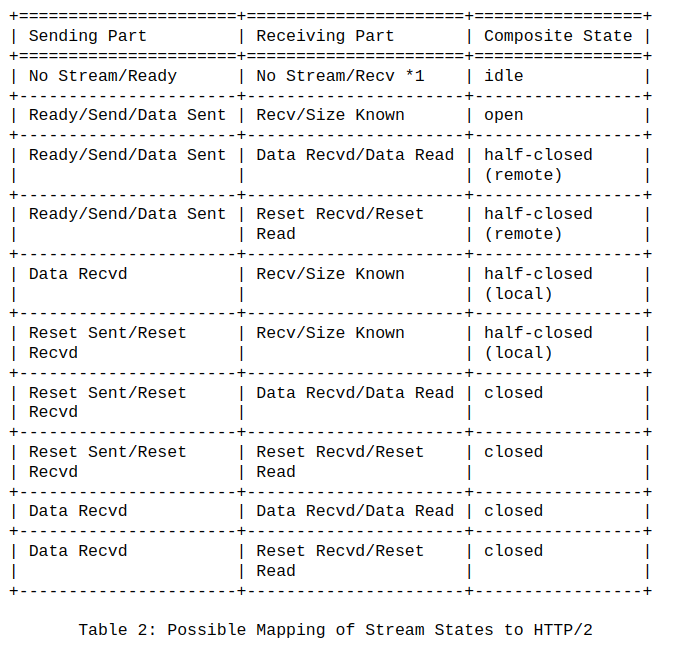 +======================+======================+=================+
| Sending Part         | Receiving Part       | Composite State |
+======================+======================+=================+
| No Stream/Ready      | No Stream/Recv *1    | idle            |
+----------------------+----------------------+-----------------+
| Ready/Send/Data Sent | Recv/Size Known      | open            |
+----------------------+----------------------+-----------------+
| Ready/Send/Data Sent | Data Recvd/Data Read | half-closed     |
|                      |                      | (remote)        |
+----------------------+----------------------+-----------------+
| Ready/Send/Data Sent | Reset Recvd/Reset    | half-closed     |
|                      | Read                 | (remote)        |
+----------------------+----------------------+-----------------+
| Data Recvd           | Recv/Size Known      | half-closed     |
|                      |                      | (local)         |
+----------------------+----------------------+-----------------+
| Reset Sent/Reset     | Recv/Size Known      | half-closed     |
| Recvd                |                      | (local)         |
+----------------------+----------------------+-----------------+
| Reset Sent/Reset     | Data Recvd/Data Read | closed          |
| Recvd                |                      |                 |
+----------------------+----------------------+-----------------+
| Reset Sent/Reset     | Reset Recvd/Reset    | closed          |
| Recvd                | Read                 |                 |
+----------------------+----------------------+-----------------+
| Data Recvd           | Data Recvd/Data Read | closed          |
+----------------------+----------------------+-----------------+
| Data Recvd           | Reset Recvd/Reset    | closed          |
|                      | Read                 |                 |
+----------------------+----------------------+-----------------+
Table 2: Possible Mapping of Stream States to HTTP/2